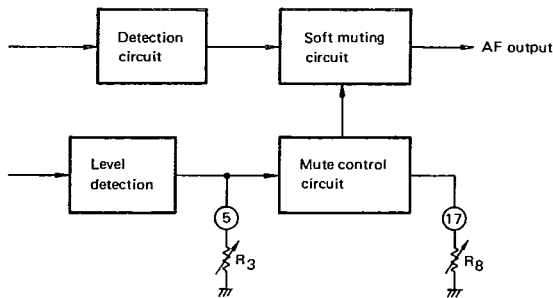 Detection
circuit
Soft muting
circuit
AF output
Level
detection
Mute control
circuit
5
17
R3
R8